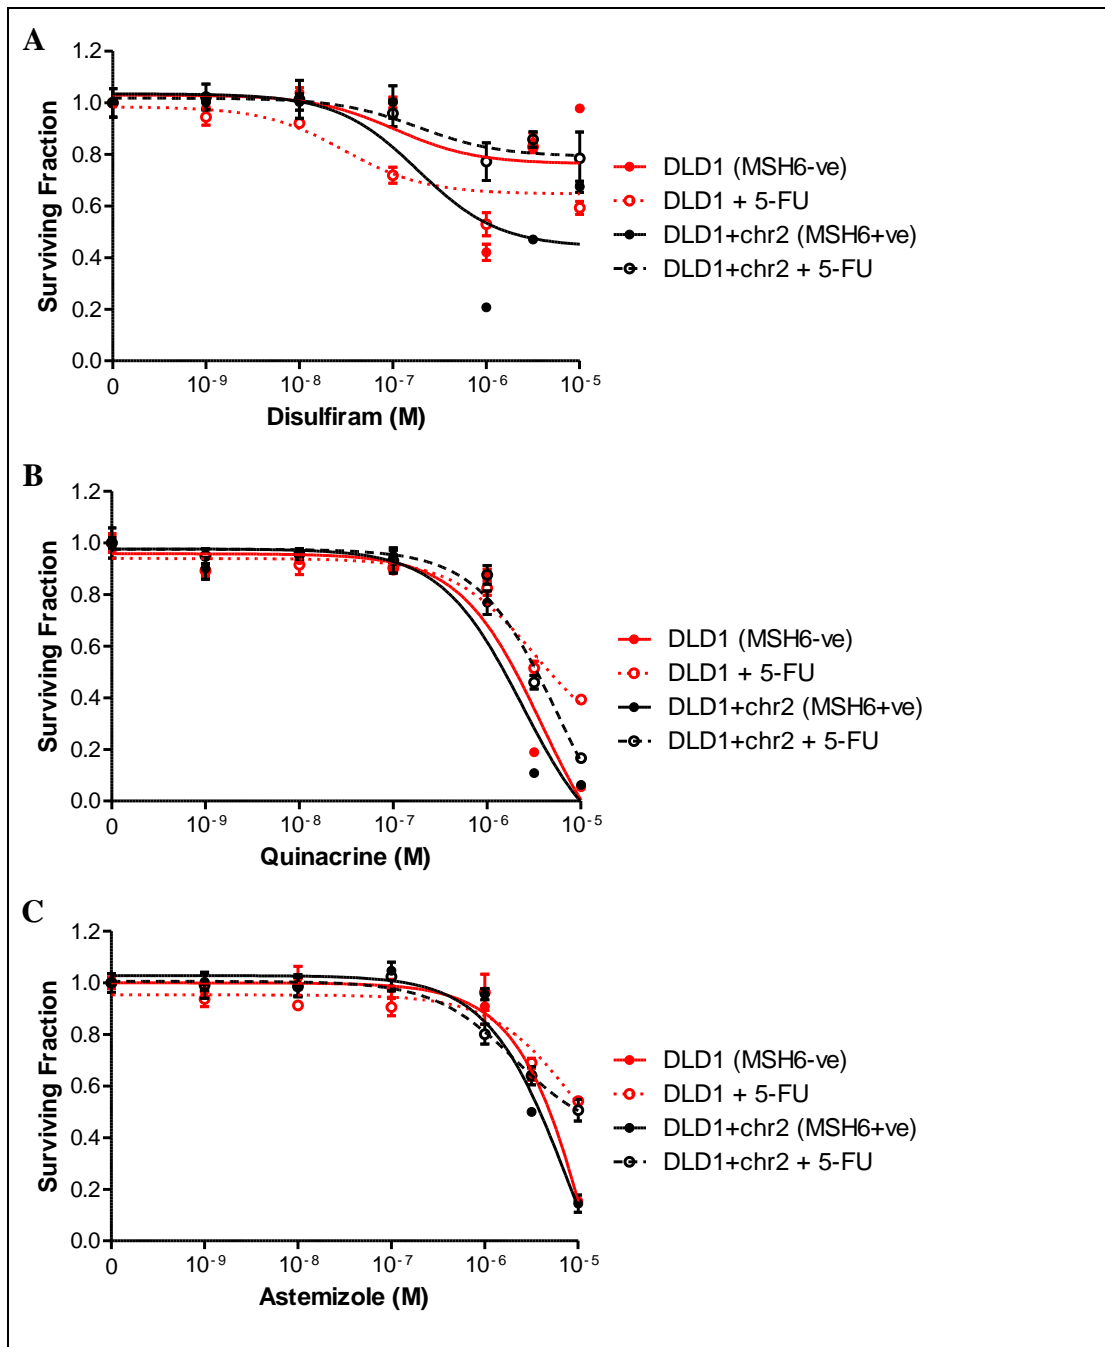 A
1.2
1.0
0.8
0.6
0.4
0.2
0.0
Surviving Fraction
0 10-9 10-8 10-7 10-6 10-5
Disulfiram (M)
DLD1 (MSH6-ve)
DLD1 + 5-FU
DLD1+chr2 (MSH6+ve)
DLD1+chr2 + 5-FU
B
1.2
1.0
0.8
0.6
0.4
0.2
0.0
Surviving Fraction
0 10-9 10-8 10-7 10-6 10-5
Quinacrine (M)
DLD1 (MSH6-ve)
DLD1 + 5-FU
DLD1+chr2 (MSH6+ve)
DLD1+chr2 + 5-FU
C
1.2
1.0
0.8
0.6
0.4
0.2
0.0
Surviving Fraction
0 10-9 10-8 10-7 10-6 10-5
Astemizole (M)
DLD1 (MSH6-ve)
DLD1 + 5-FU
DLD1+chr2 (MSH6+ve)
DLD1+chr2 + 5-FU